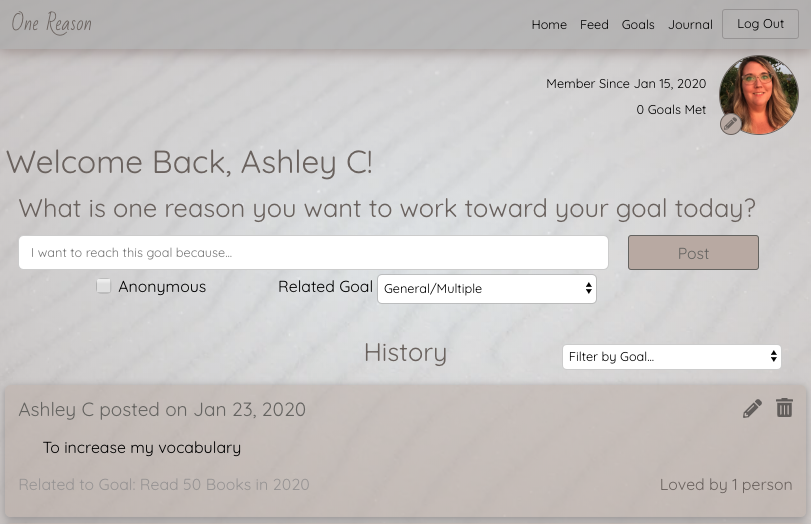 One Reason
Home Feed Goals Journal Log Out
Member Since Jan 15, 2020
0 Goals Met
Welcome Back, Ashley C!
What is one reason you want to work toward your goal today?
I want to reach this goal because... Post
Anonymous Related Goal General/Multiple
History Filter by Goal...
Ashley C posted on Jan 23, 2020
To increase my vocabulary
Related to Goal: Read 50 Books in 2020 Loved by 1 person